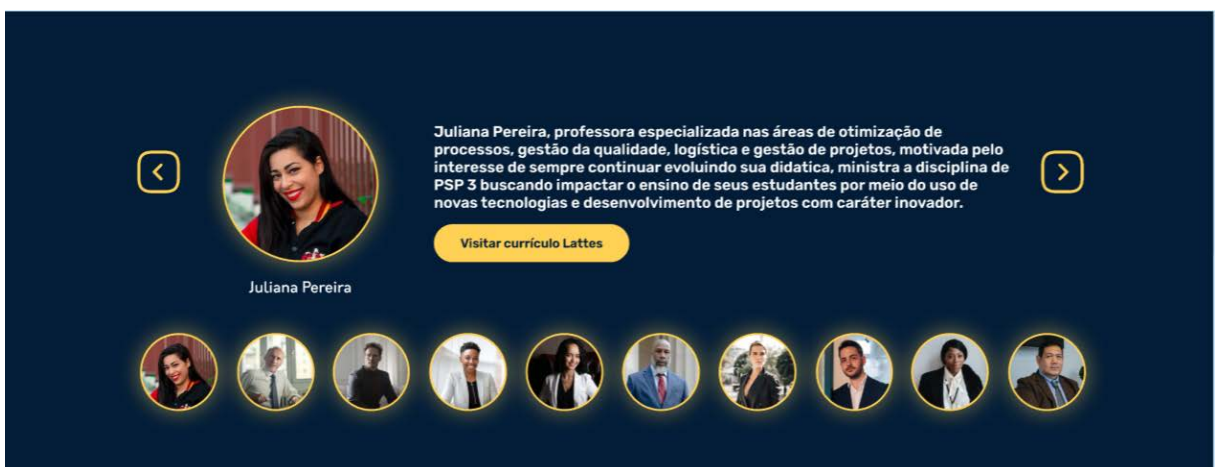 Juliana Pereira, professora especializada nas áreas de otimização de
processos, gestão da qualidade, logística e gestão de projetos, motivada pelo
interesse de sempre continuar evoluindo sua didatica, ministra a disciplina de
PSP 3 buscando impactar o ensino de seus estudantes por meio do uso de
novas tecnologias e desenvolvimento de projetos com caráter inovador.
Visitar currículo Lattes
Juliana Pereira